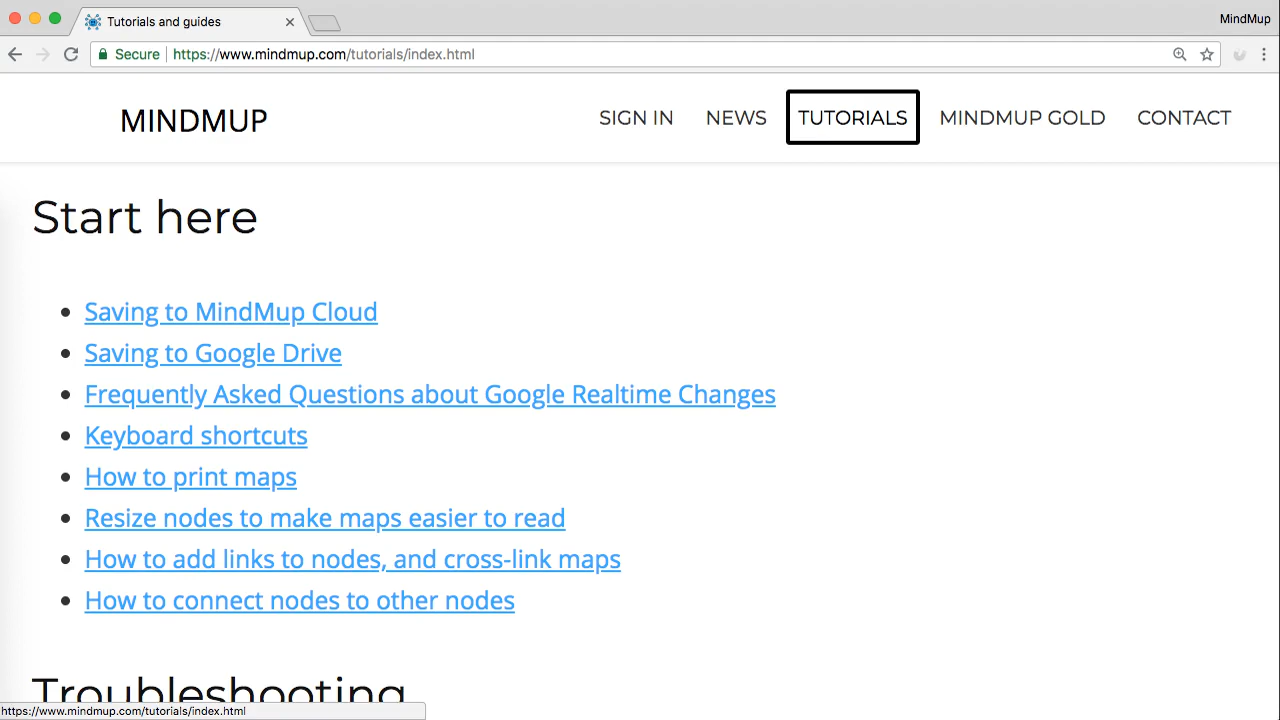 Tutorials and guides
MindMup
Secure https://www.mindmup.com/tutorials/index.html
MINDMUP
SIGN IN NEWS TUTORIALS MINDMUP GOLD CONTACT
Start here
Saving to MindMup Cloud
Saving to Google Drive
Frequently Asked Questions about Google Realtime Changes
Keyboard shortcuts
How to print maps
Resize nodes to make maps easier to read
How to add links to nodes, and cross-link maps
How to connect nodes to other nodes
Troubleshooting
https://www.mindmup.com/tutorials/index.html